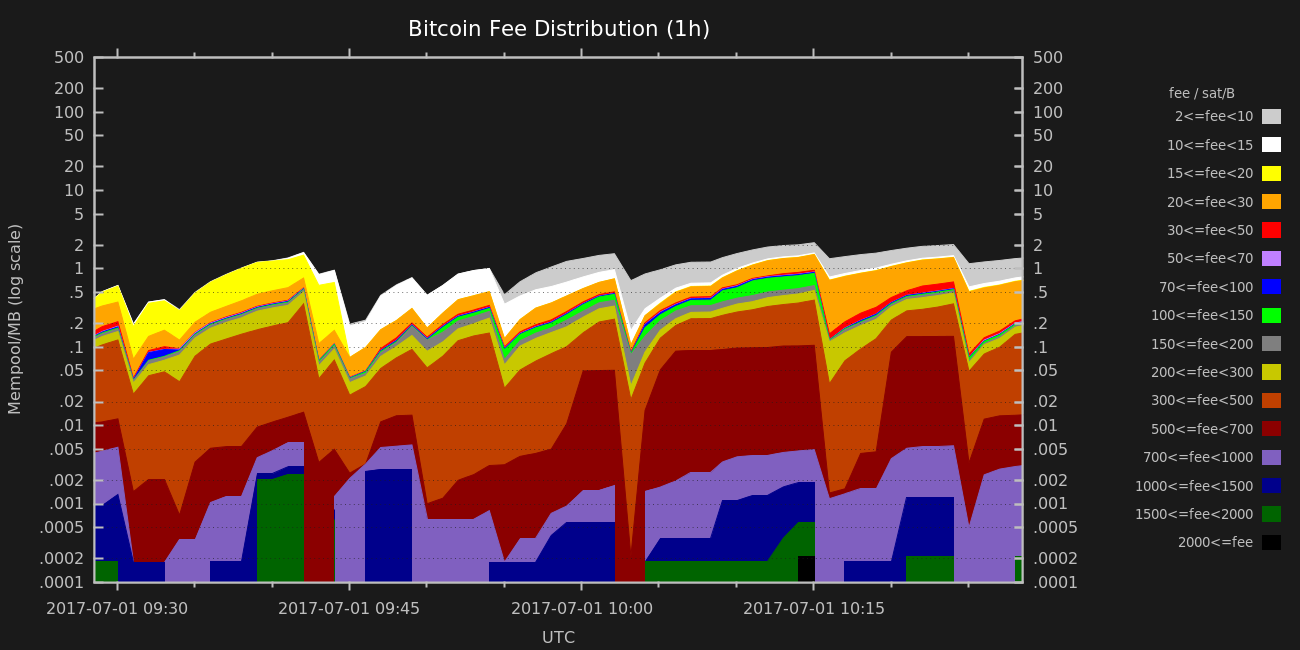 Bitcoin Fee Distribution (1h)
500
200
100
50
20
10
5
2
1
.5
.2
.1
.05
.02
.01
.005
.002
.001
.0005
.0002
.0001
Mempool/MB (log scale)
500
200
100
50
20
10
5
2
1
.5
.2
.1
.05
.02
.01
.005
.002
.001
.0005
.0002
.0001
2017-07-01 09:30 2017-07-01 09:45 2017-07-01 10:00 2017-07-01 10:15
UTC
fee / sat/B
2<=fee<10
10<=fee<15
15<=fee<20
20<=fee<30
30<=fee<50
50<=fee<70
70<=fee<100
100<=fee<150
150<=fee<200
200<=fee<300
300<=fee<500
500<=fee<700
700<=fee<1000
1000<=fee<1500
1500<=fee<2000
2000<=fee